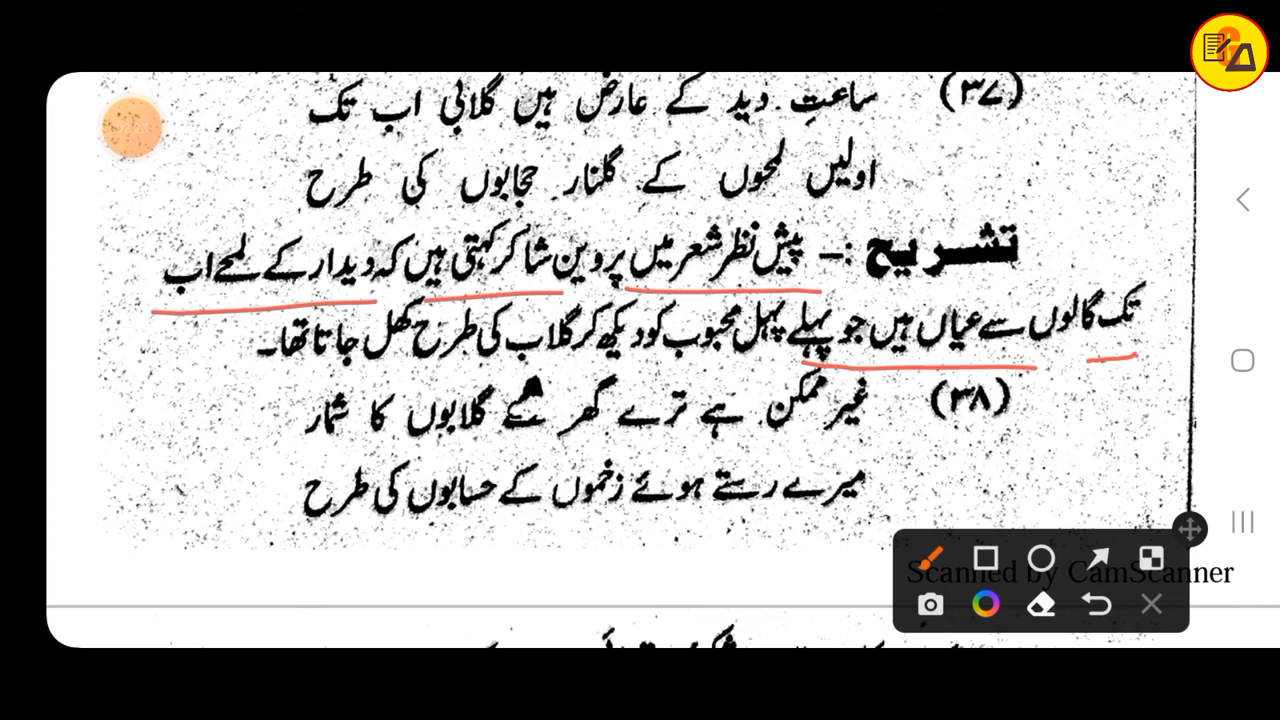 (۳۷) ساعتِ دید کے عارض ہیں گلابی اب تک
اولیں لمحوں کے گلنار حجابوں کی طرح
تشریح :- پیش نظر شعر میں پروین شاکر کہتی ہیں کہ دیدار کے لمحے اب
تک گالوں سے عیاں ہیں جو پہلے پہل محبوب کو دیکھ کر گلاب کی طرح کھل جاتا تھا۔
(۳۸) غیر ممکن ہے ترے گھر کے گلابوں کا شمار
میرے رستے ہوئے زخموں کے حسابوں کی طرح
Scanned by CamScanner